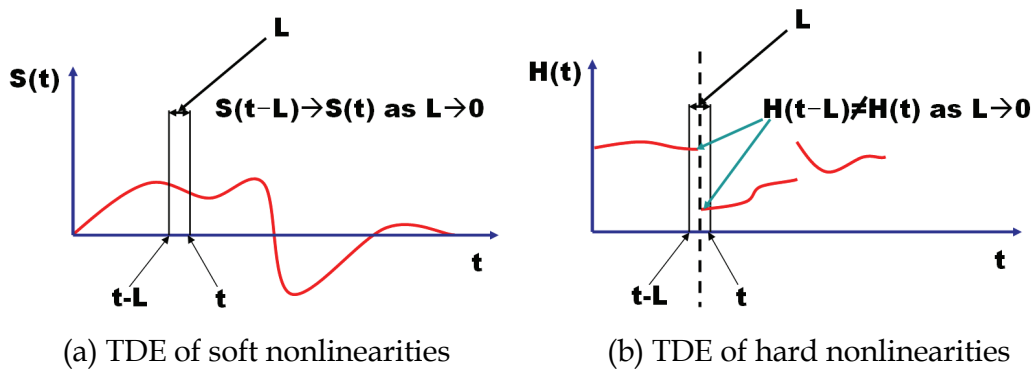 L
S(t)
S(t-L)→S(t) as L→0
t-L
t
t
(a) TDE of soft nonlinearities
L
H(t)
H(t-L)≠H(t) as L→0
t-L
t
t
(b) TDE of hard nonlinearities